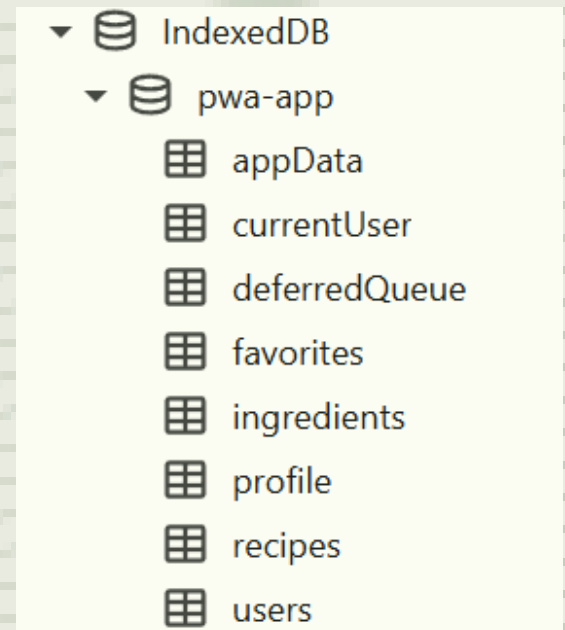 IndexedDB
pwa-app
appData
currentUser
deferredQueue
favorites
ingredients
profile
recipes
users